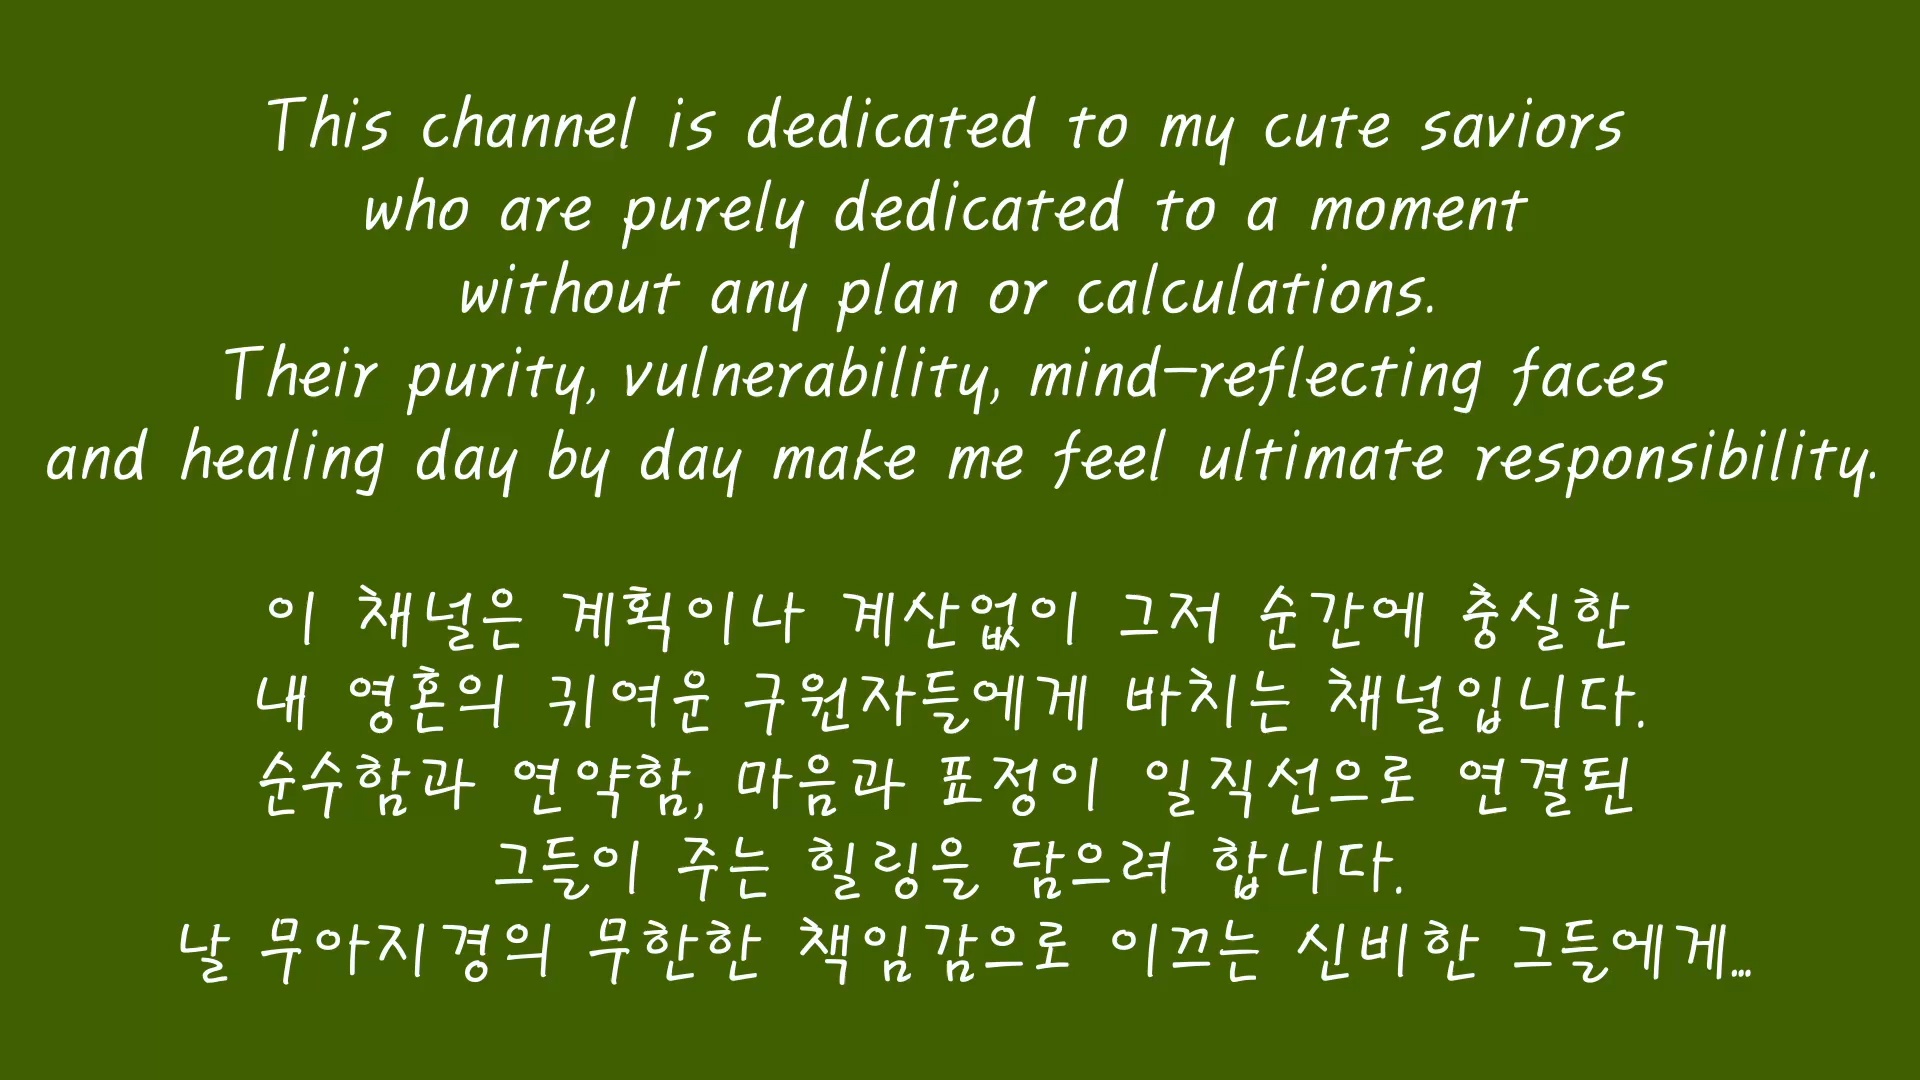 This channel is dedicated to my cute saviors
who are purely dedicated to a moment
without any plan or calculations.
Their purity, vulnerability, mind-reflecting faces
and healing day by day make me feel ultimate responsibility.
이 채널은 계획이나 계산없이 그저 순간에 충실한
내 영혼의 귀여운 구원자들에게 바치는 채널입니다.
순수함과 연약함, 마음과 표정이 일직선으로 연결된
그들이 주는 힐링을 담으려 합니다.
날 무아지경의 무한한 책임감으로 이끄는 신비한 그들에게...